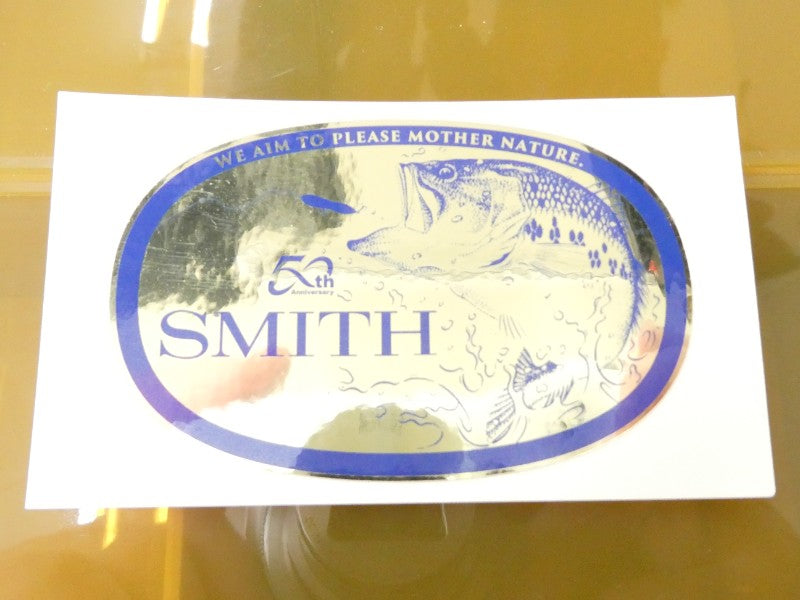 WE AIM TO PLEASE MOTHER NATURE.
50th
Anniversary
SMITH